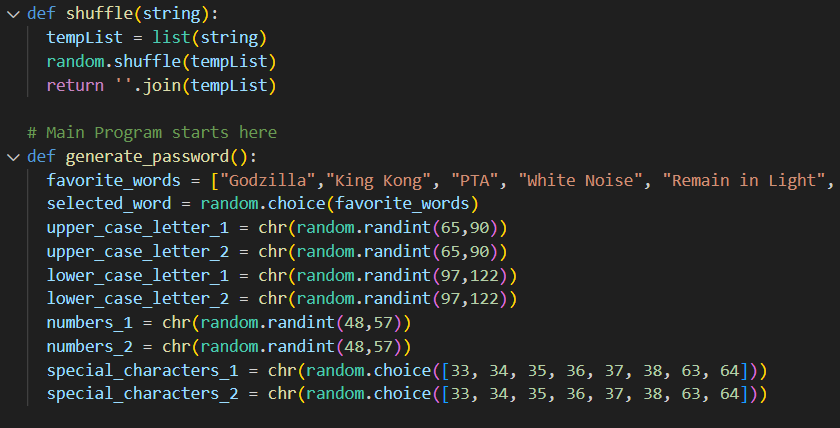 def shuffle(string):
    tempList = list(string)
    random.shuffle(tempList)
    return ''.join(tempList)

# Main Program starts here
def generate_password():
    favorite_words = ["Godzilla","King Kong", "PTA", "White Noise", "Remain in Light",
    selected_word = random.choice(favorite_words)
    upper_case_letter_1 = chr(random.randint(65,90))
    upper_case_letter_2 = chr(random.randint(65,90))
    lower_case_letter_1 = chr(random.randint(97,122))
    lower_case_letter_2 = chr(random.randint(97,122))
    numbers_1 = chr(random.randint(48,57))
    numbers_2 = chr(random.randint(48,57))
    special_characters_1 = chr(random.choice([33, 34, 35, 36, 37, 38, 63, 64]))
    special_characters_2 = chr(random.choice([33, 34, 35, 36, 37, 38, 63, 64]))